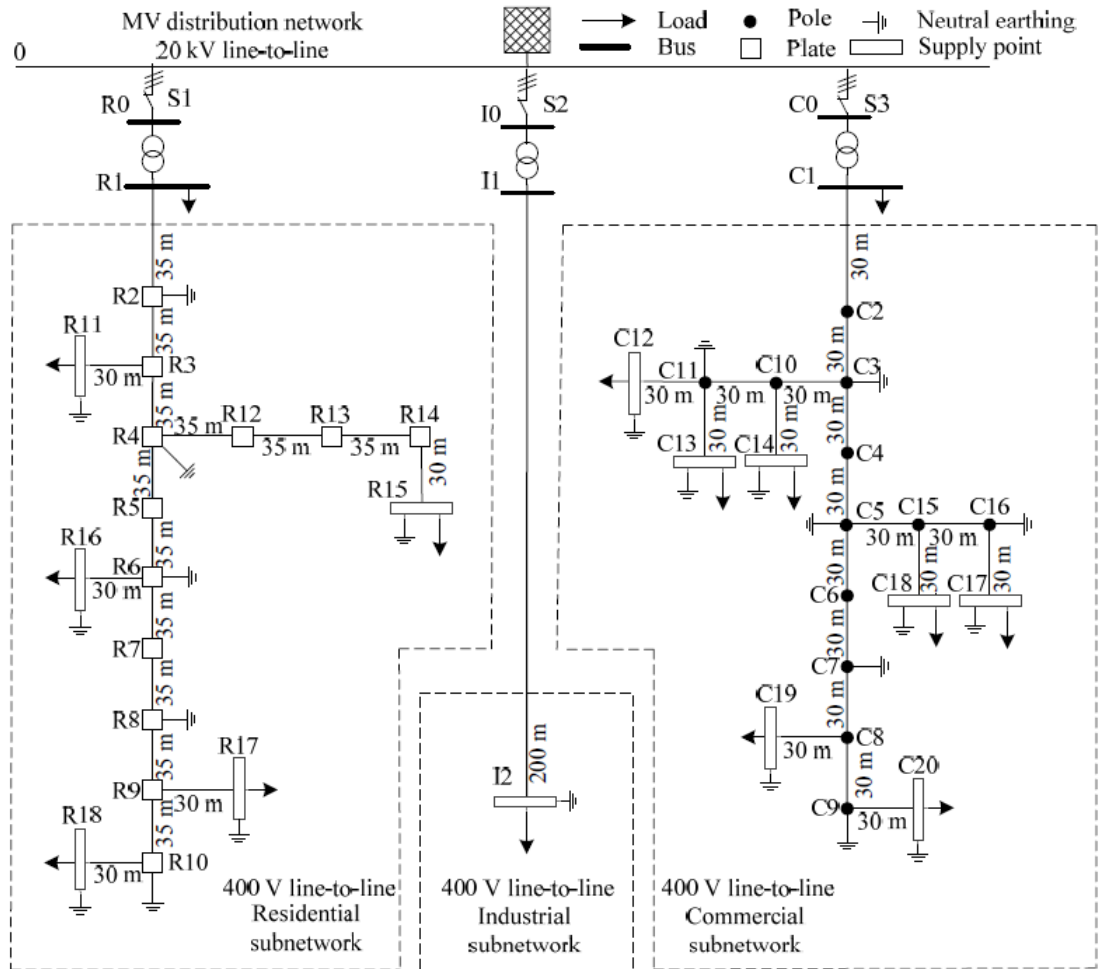 MV distribution network
0 20 kV line-to-line
Load
Bus
Pole
Plate
Neutral earthing
Supply point
R0 S1
I0 S2
C0 S3
R1
I1
C1
35 m
R2
35 m
R11
30 m
R3
35 m
R4
35 m
R12
35 m
R13
35 m
R14
30 m
R15
35 m
R5
35 m
R16
30 m
R6
35 m
R7
35 m
R8
35 m
R9
30 m
R17
35 m
R18
30 m
R10
400 V line-to-line
Residential
subnetwork
200 m
I2
400 V line-to-line
Industrial
subnetwork
30 m
C2
30 m
C3
C12
30 m
C11
30 m
C10
30 m
30 m
C13
30 m
C14
30 m
C4
30 m
C5
30 m
C15
30 m
C16
30 m
C18
30 m
C17
30 m
C6
30 m
C7
30 m
C19
30 m
C8
30 m
C20
C9
30 m
400 V line-to-line
Commercial
subnetwork